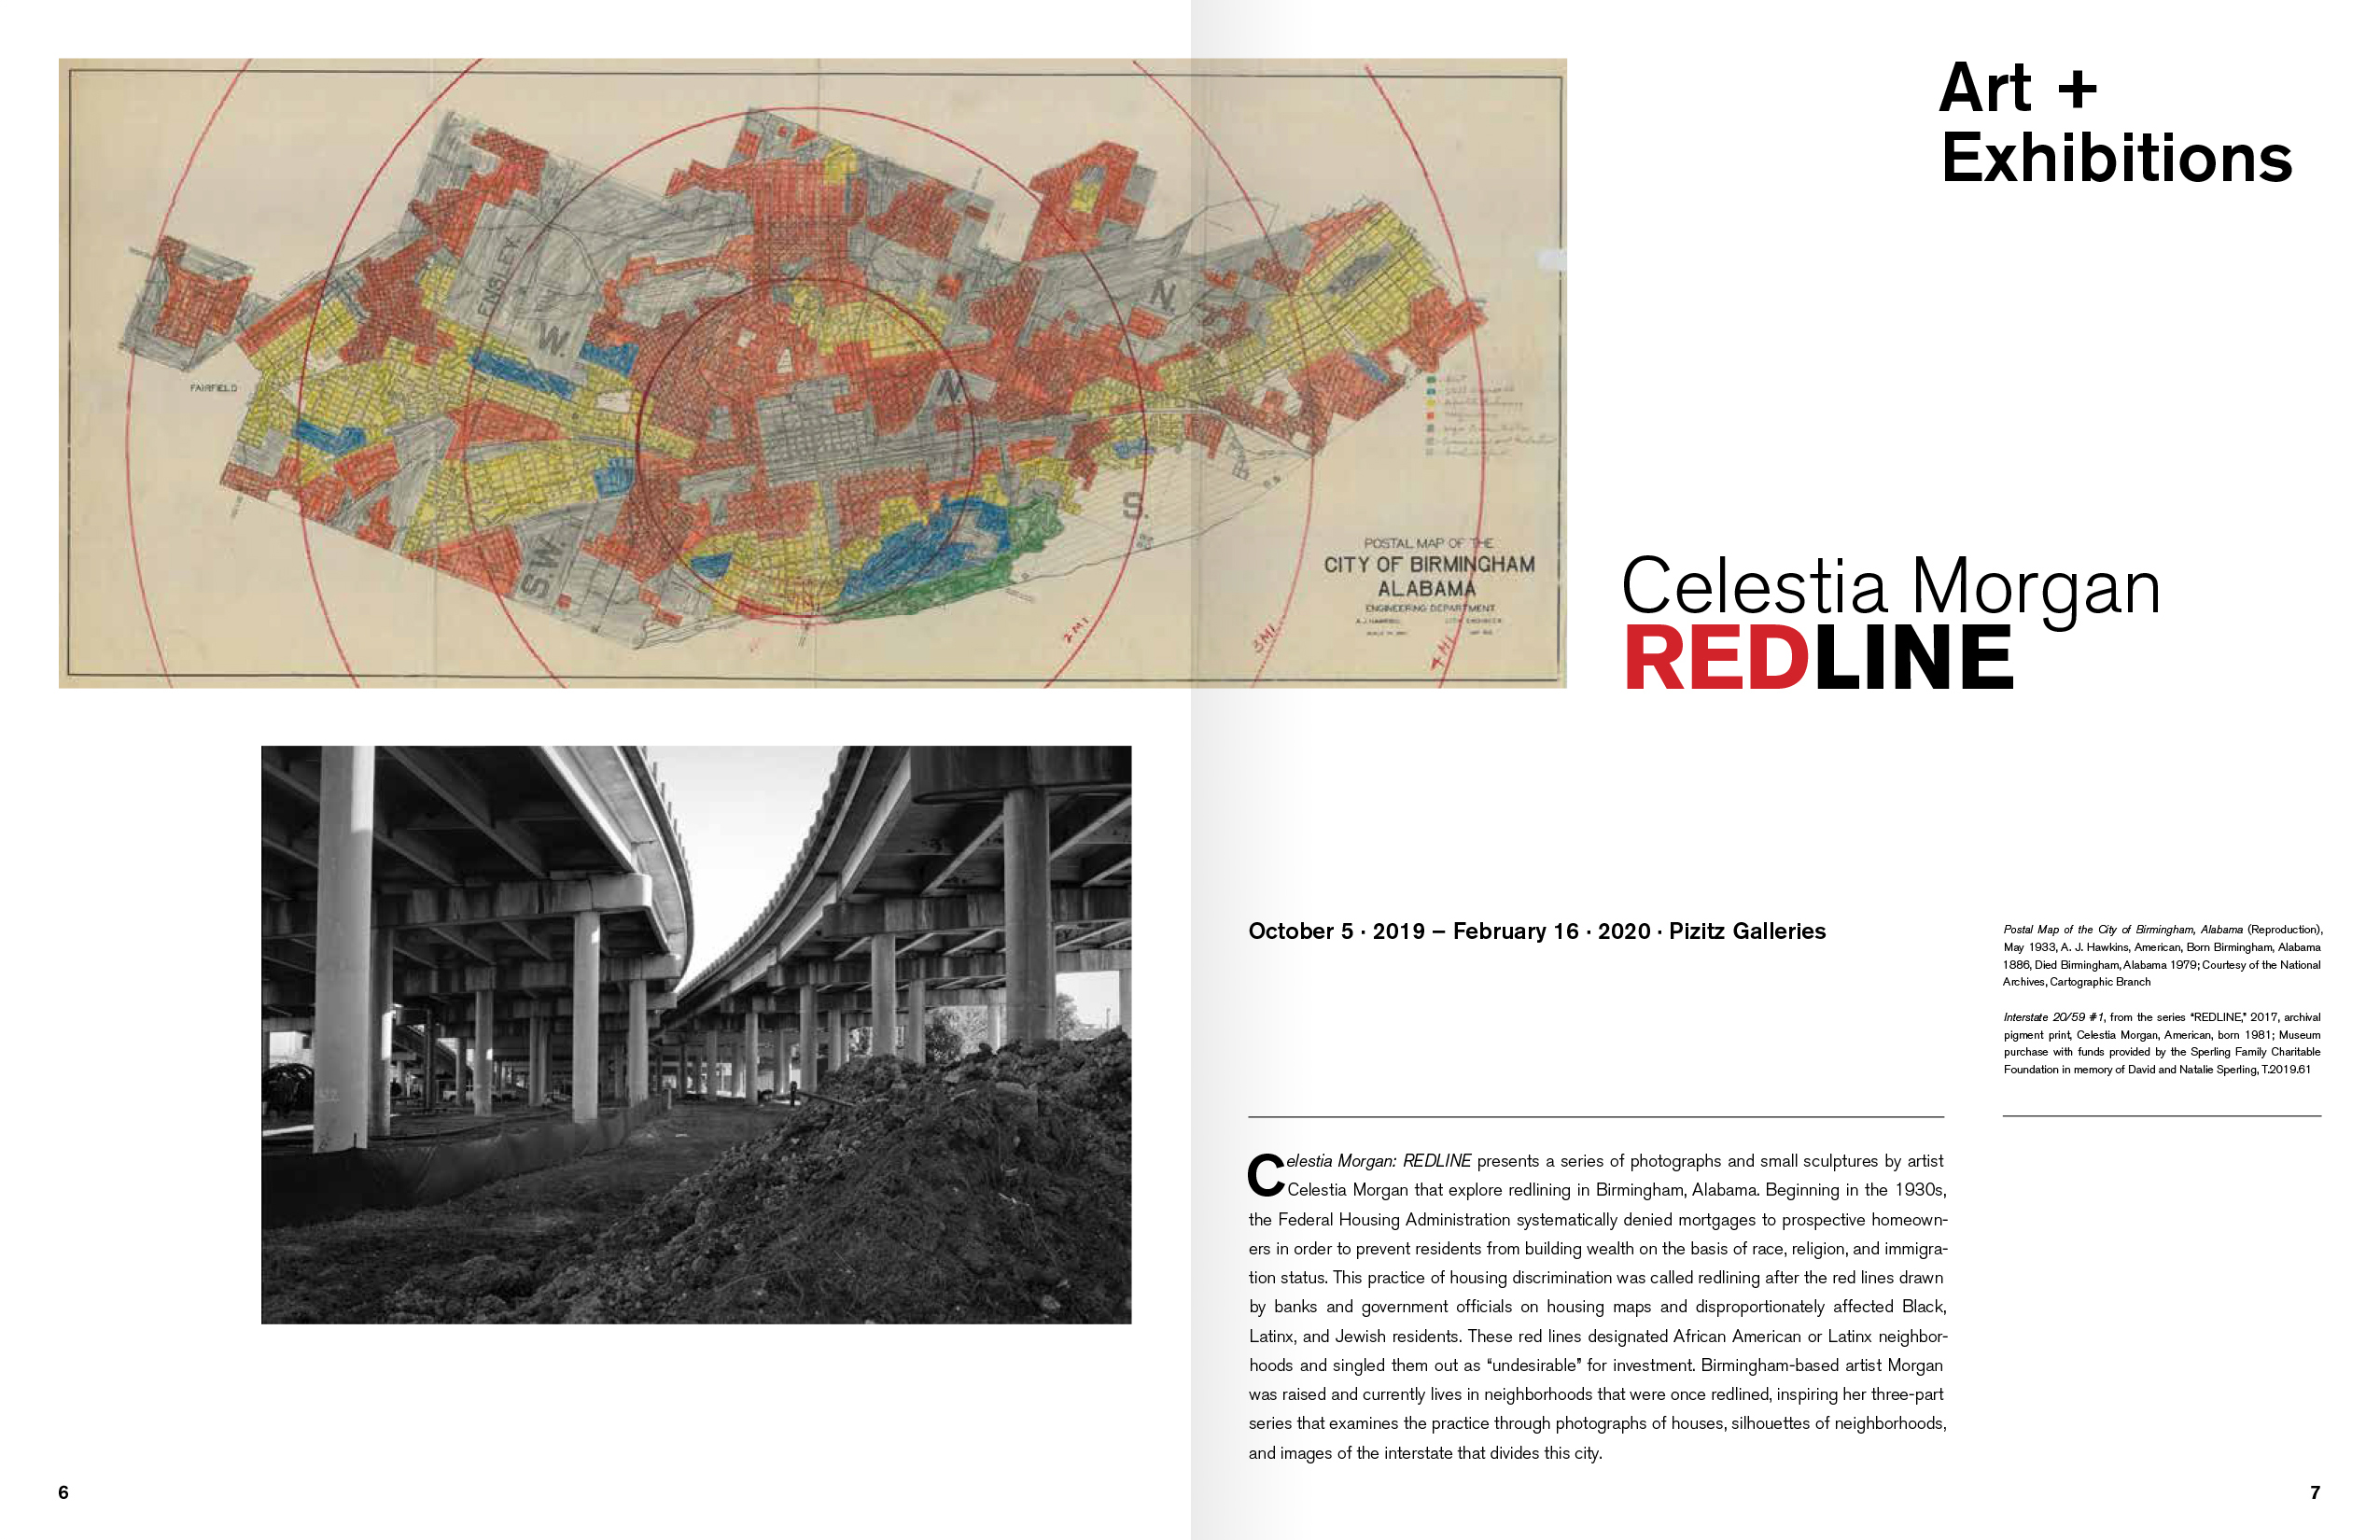 Art +
Exhibitions
ENSLEY
W.
N.
FAIRFIELD
N.
S.
S.W.
POSTAL MAP OF THE
CITY OF BIRMINGHAM
ALABAMA
ENGINEERING DEPARTMENT
CITY ENGINEER
2 MI
3 MI
4 MI
Celestia Morgan
REDLINE
October 5 · 2019 – February 16 · 2020 · Pizitz Galleries
Postal Map of the City of Birmingham, Alabama (Reproduction),
May 1933, A. J. Hawkins, American, Born Birmingham, Alabama
1886, Died Birmingham, Alabama 1979; Courtesy of the National
Archives, Cartographic Branch
Interstate 20/59 #1, from the series “REDLINE,” 2017, archival
pigment print, Celestia Morgan, American, born 1981; Museum
purchase with funds provided by the Sperling Family Charitable
Foundation in memory of David and Natalie Sperling, T.2019.61
Celestia Morgan: REDLINE presents a series of photographs and small sculptures by artist
Celestia Morgan that explore redlining in Birmingham, Alabama. Beginning in the 1930s,
the Federal Housing Administration systematically denied mortgages to prospective homeown-
ers in order to prevent residents from building wealth on the basis of race, religion, and immigra-
tion status. This practice of housing discrimination was called redlining after the red lines drawn
by banks and government officials on housing maps and disproportionately affected Black,
Latinx, and Jewish residents. These red lines designated African American or Latinx neighbor-
hoods and singled them out as “undesirable” for investment. Birmingham-based artist Morgan
was raised and currently lives in neighborhoods that were once redlined, inspiring her three-part
series that examines the practice through photographs of houses, silhouettes of neighborhoods,
and images of the interstate that divides this city.
6
7